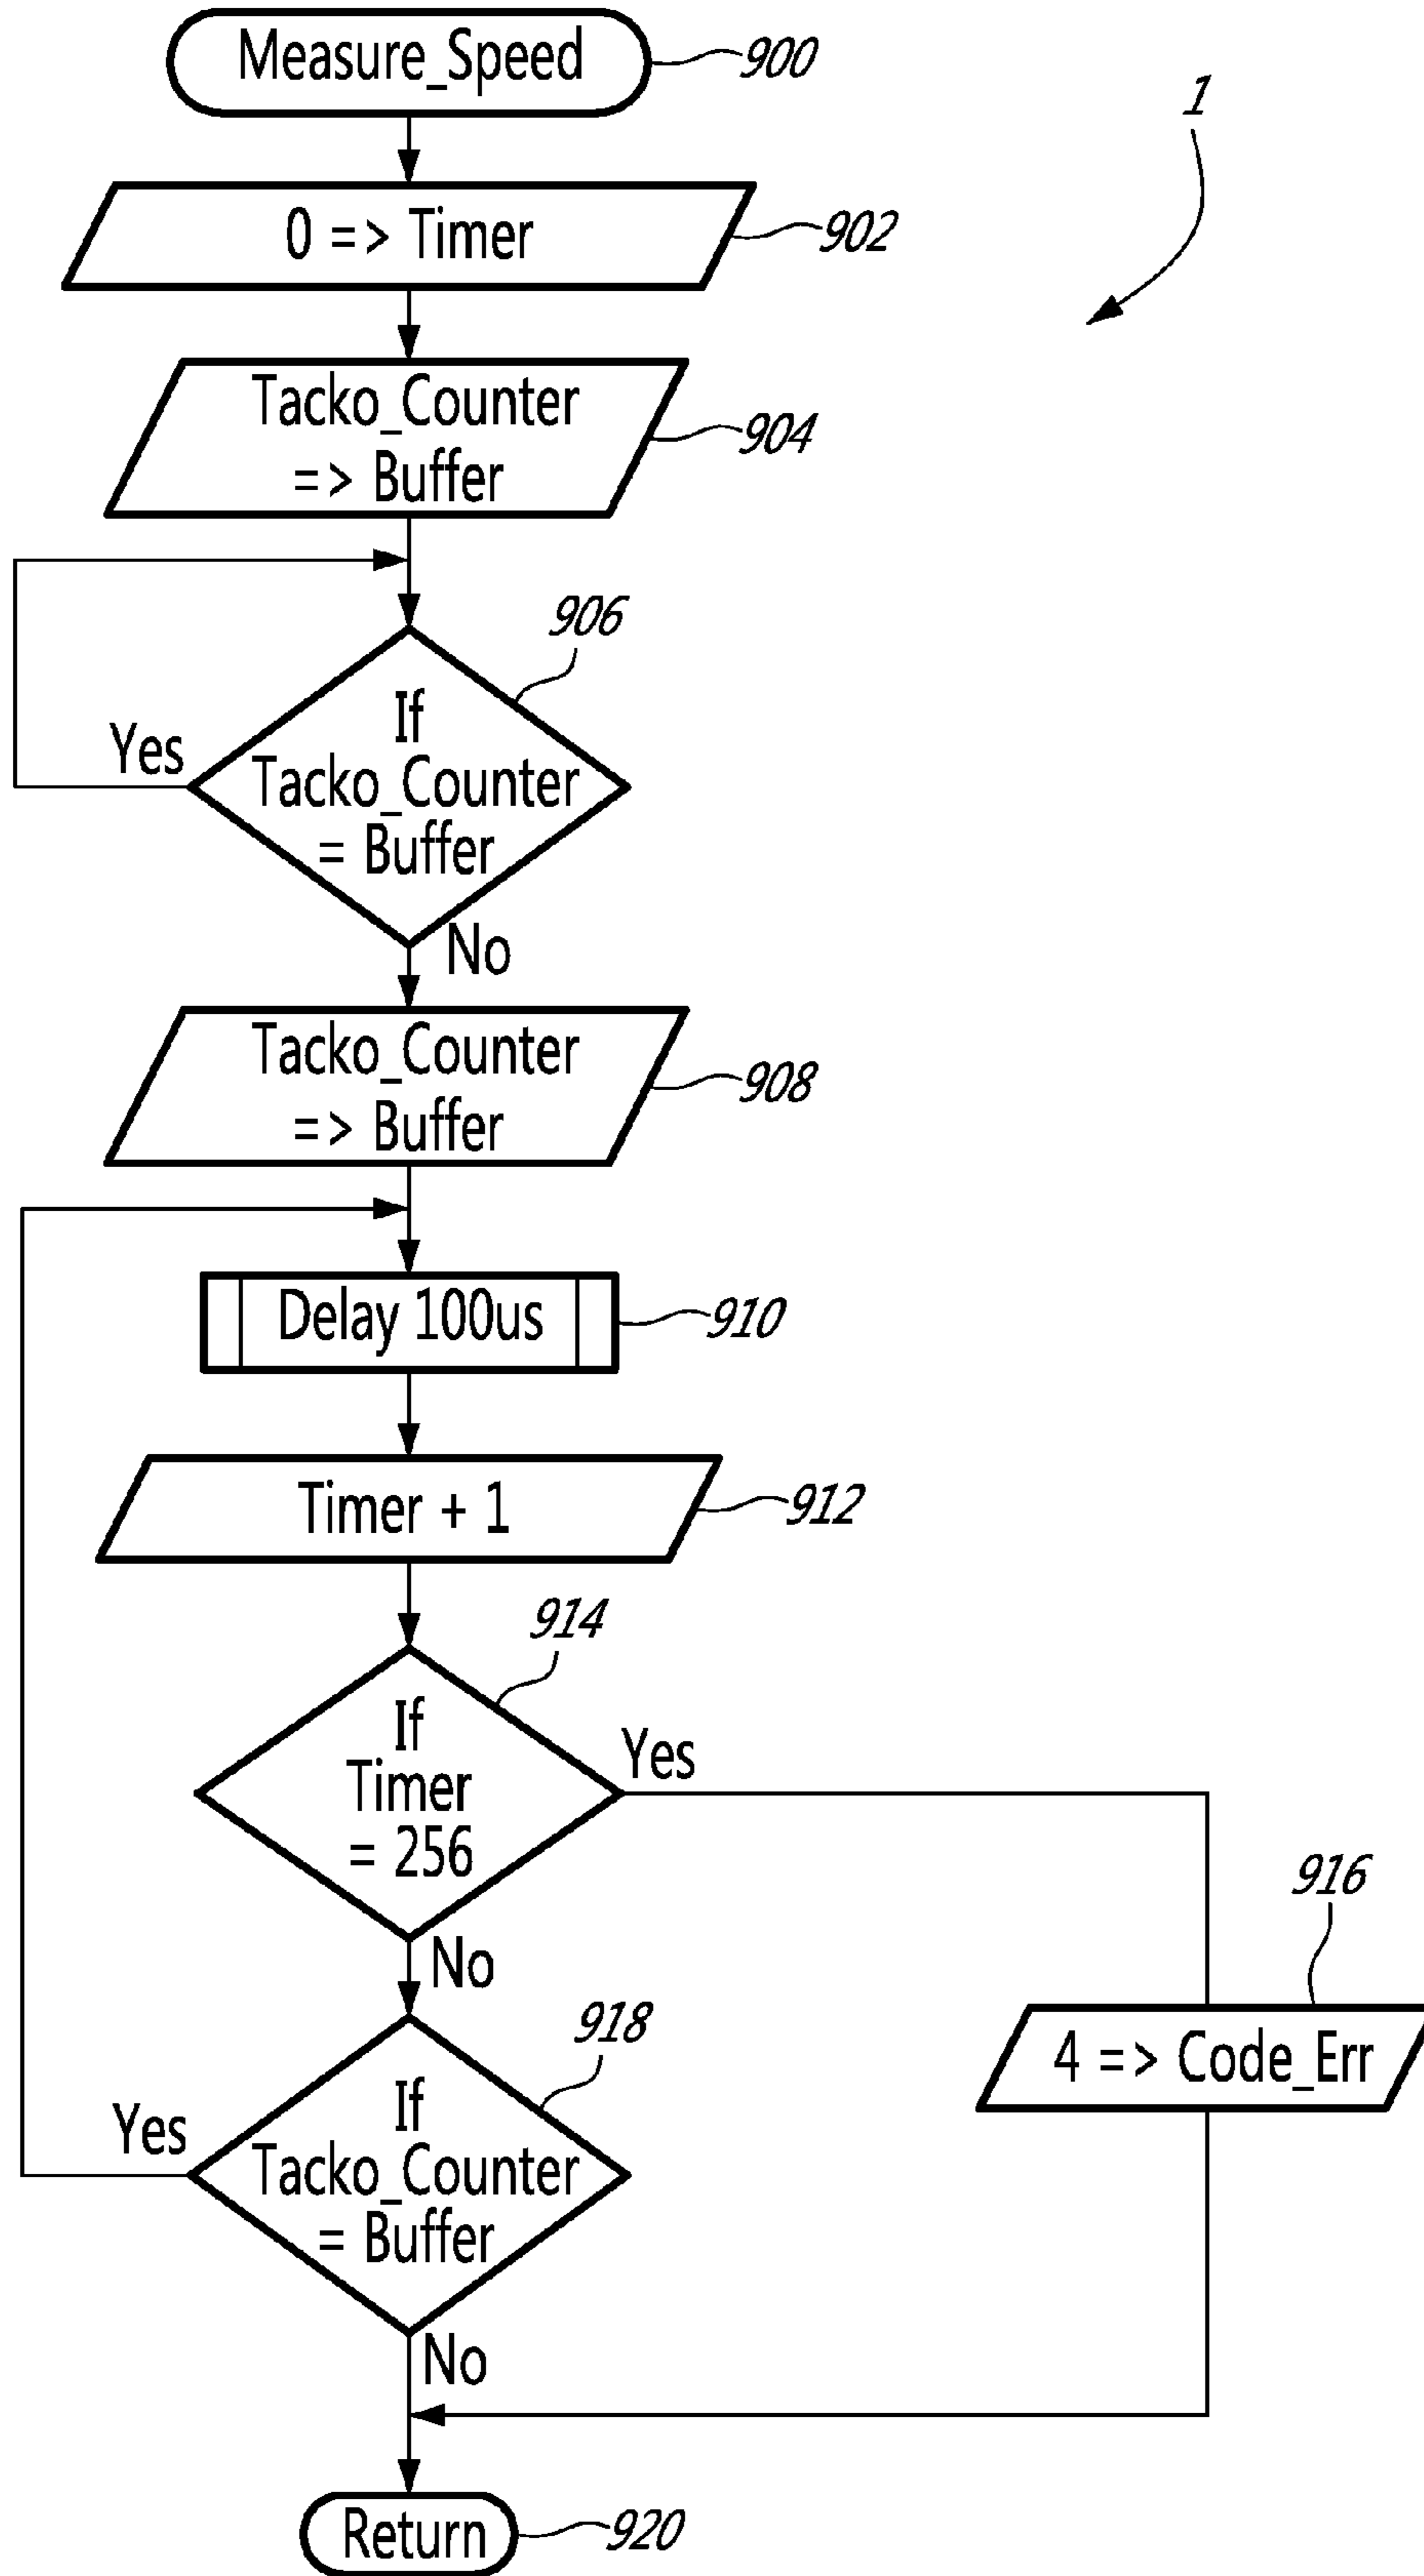 Measure_Speed
900
1
0 => Timer
902
Tacko_Counter
=> Buffer
904
906
If
Tacko_Counter
= Buffer
Yes
No
Tacko_Counter
=> Buffer
908
Delay 100us
910
Timer + 1
912
914
If
Timer
= 256
Yes
No
916
4 => Code_Err
918
If
Tacko_Counter
= Buffer
Yes
No
Return
920